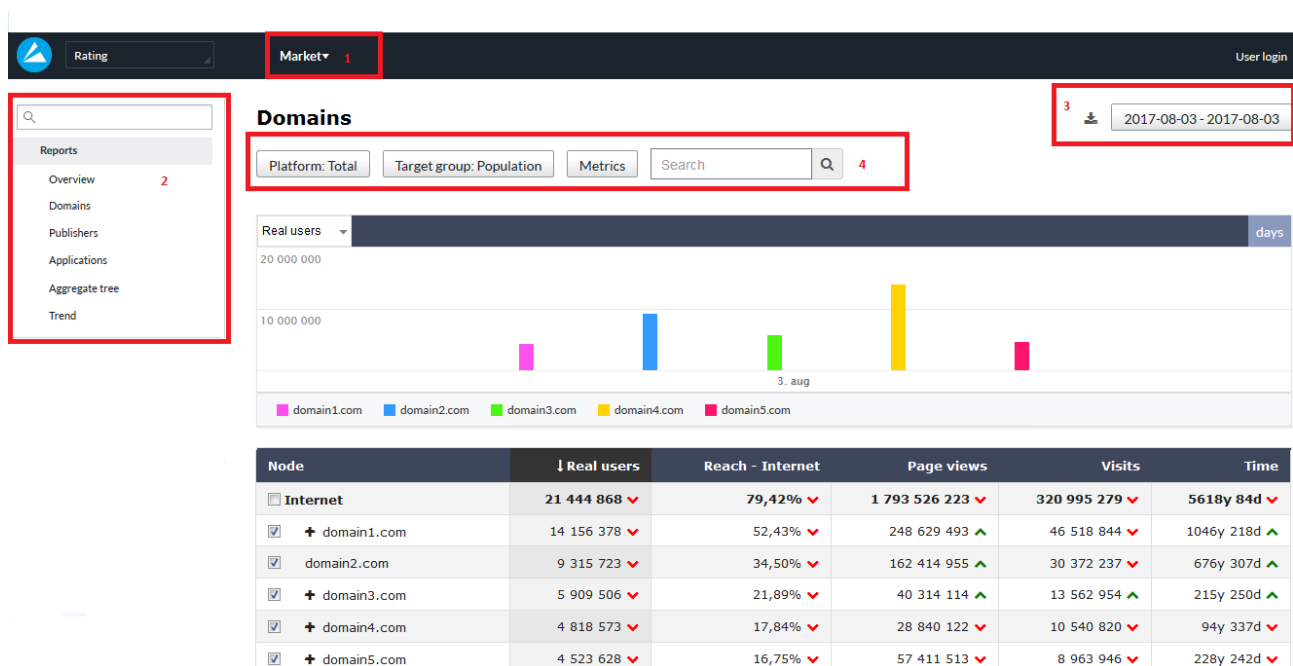 Rating
Market 1
User login
Reports
Overview 2
Domains
Publishers
Applications
Aggregate tree
Trend
Domains
3 2017-08-03 - 2017-08-03
Platform: Total Target group: Population Metrics Search 4
Real users days
20 000 000
10 000 000
3. aug
domain1.com domain2.com domain3.com domain4.com domain5.com
Node Real users Reach - Internet Page views Visits Time
Internet 21 444 868 79,42% 1 793 526 223 320 995 279 5618y 84d
domain1.com 14 156 378 52,43% 248 629 493 46 518 844 1046y 218d
domain2.com 9 315 723 34,50% 162 414 955 30 372 237 676y 307d
domain3.com 5 909 506 21,89% 40 314 114 13 562 954 215y 250d
domain4.com 4 818 573 17,84% 28 840 122 10 540 820 94y 337d
domain5.com 4 523 628 16,75% 57 411 513 8 963 946 228y 242d